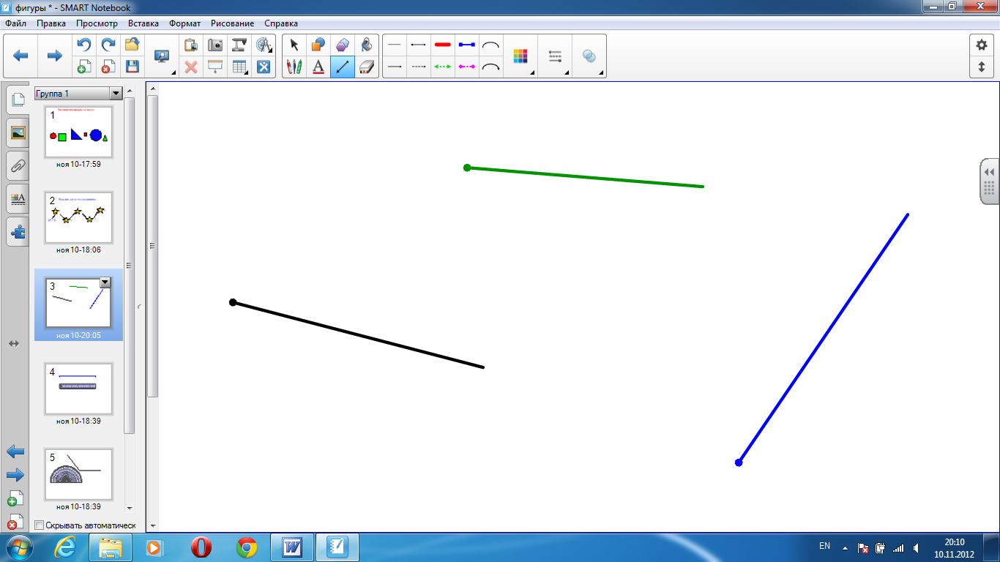 фигуры * - SMART Notebook
Файл Правка Просмотр Вставка Формат Рисование Справка
Группа 1
1
ноя 10-17:59
2
ноя 10-18:06
3
ноя 10-20:05
4
ноя 10-18:39
5
ноя 10-18:39
Скрывать автоматическ
EN
20:10
10.11.2012